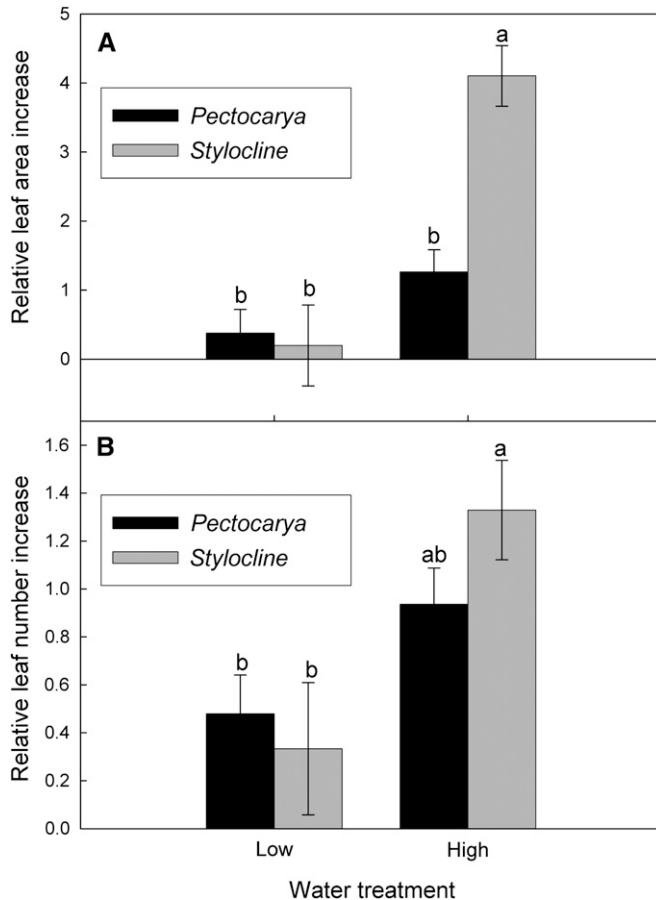 A
Pectocarya
Stylocline
Relative leaf area increase
5
4
3
2
1
0
b
b
b
a
B
Pectocarya
Stylocline
Relative leaf number increase
1.6
1.4
1.2
1.0
0.8
0.6
0.4
0.2
0.0
b
b
ab
a
Low High
Water treatment